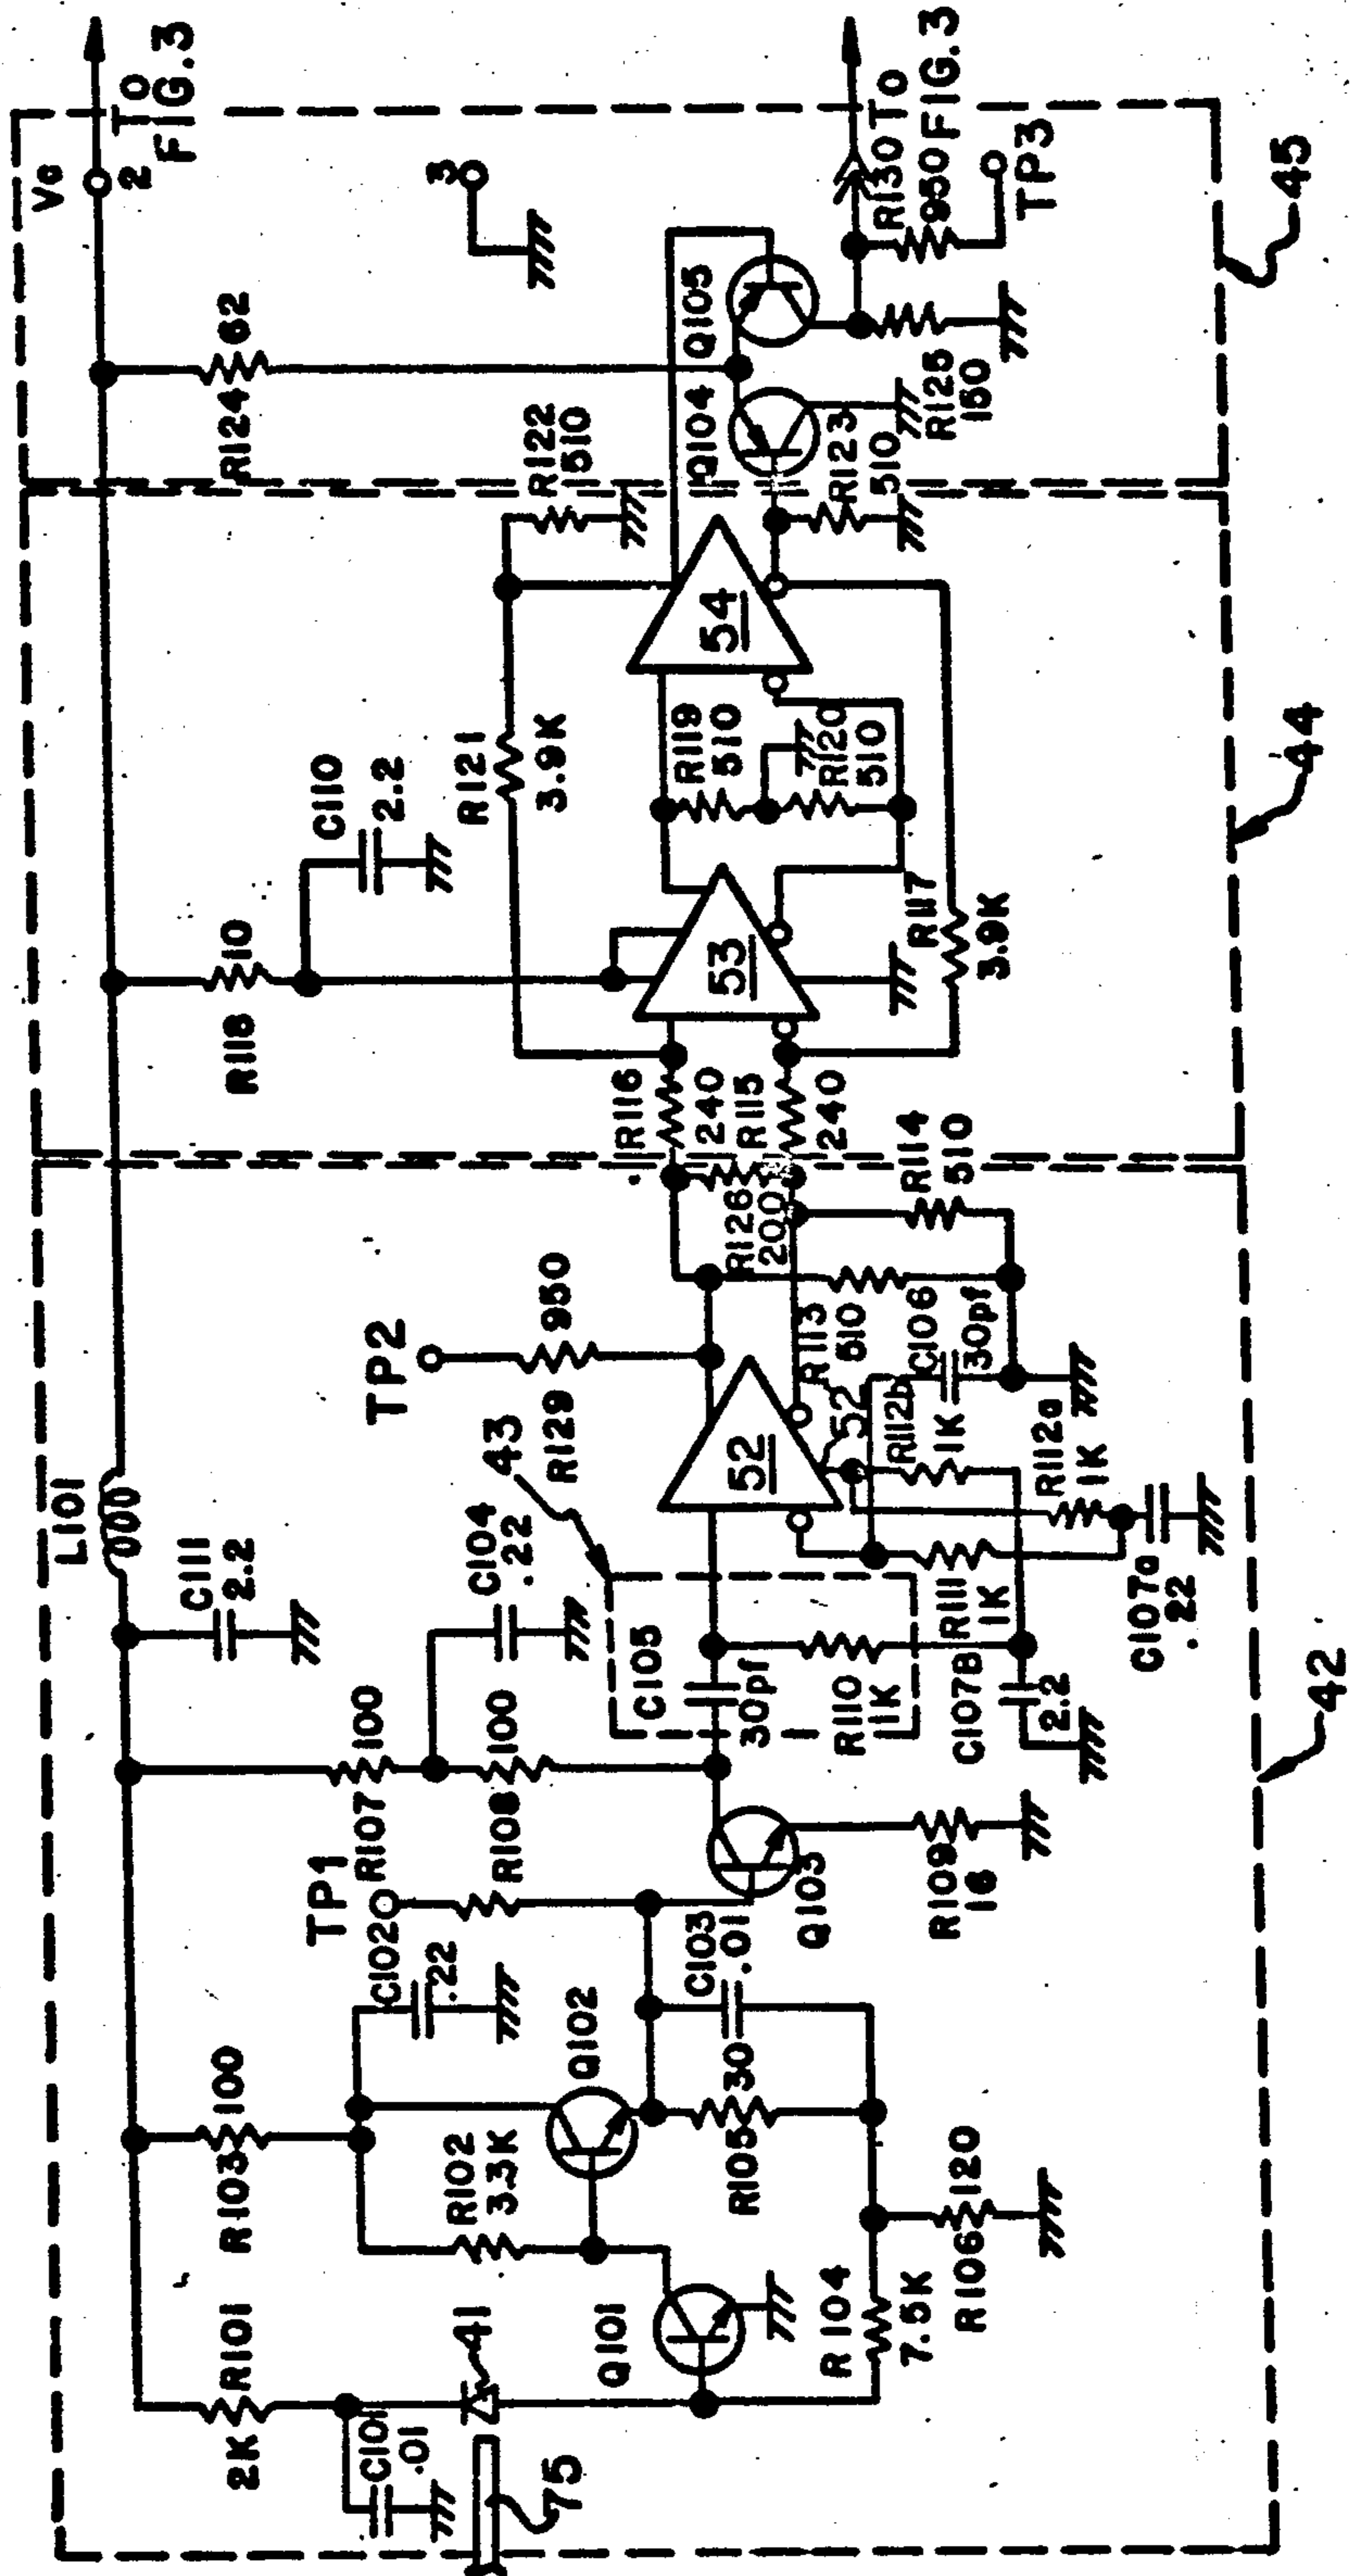 Vc
2
TO
FIG. 3
3
R124 62
Q105
R130
950
TO
FIG. 3
TP3
R122
510
Q104
R123
510
R125
150
45
54
R121
3.9K
C110
2.2
R119
510
R120
510
44
R118 10
53
R117
3.9K
R116
240
R115
240
R126
200
R114
510
TP2
R129 950
R113
510
C106
30pf
52
52
R112b
1K
R112a
1K
43
L101
C111
2.2
C104
.22
C105
30pf
R110
1K
R111
1K
C107B
2.2
C107a
.22
42
R107 100
R108 100
TP1
Q103
R109
16
C102
.22
C103
.01
Q102
R103 100
R102
3.3K
R105 30
R106 120
R104
7.5K
Q101
R101
2K
C101
.01
41
75